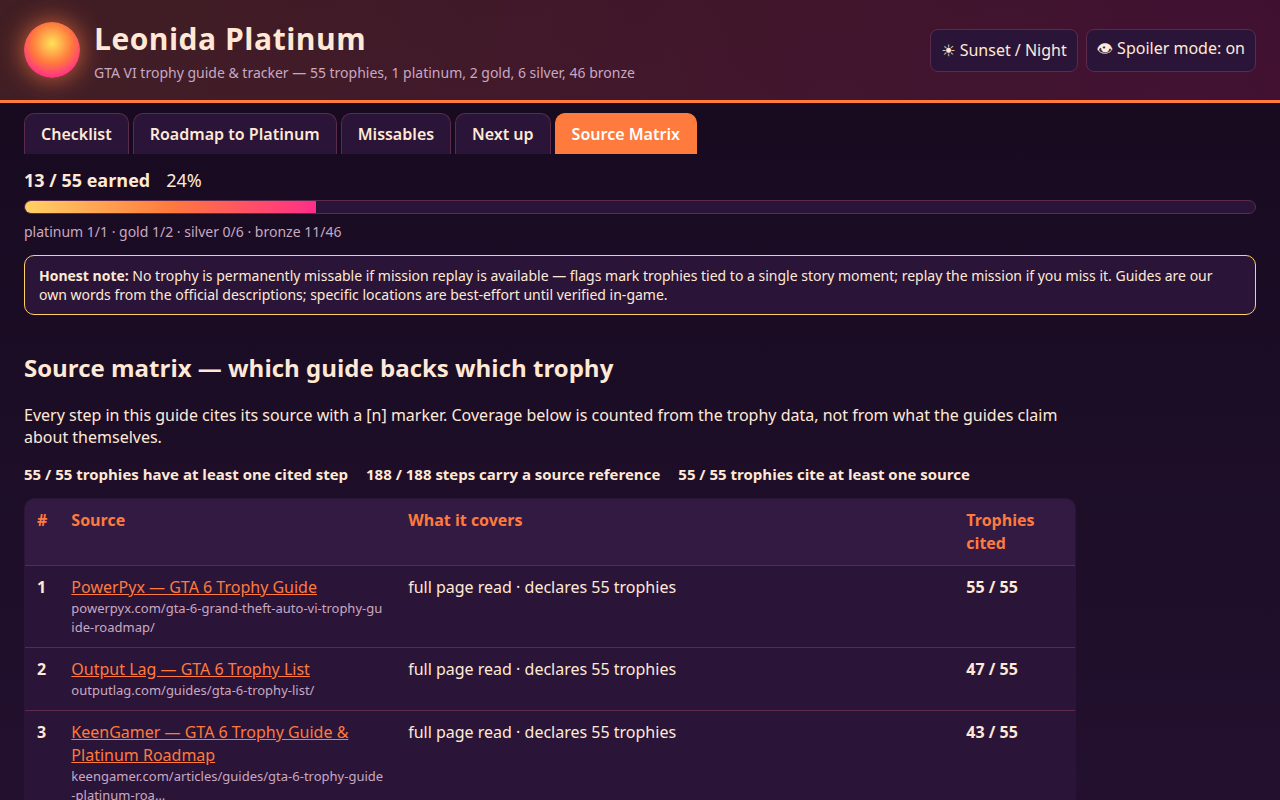 Leonida Platinum
GTA VI trophy guide & tracker — 55 trophies, 1 platinum, 2 gold, 6 silver, 46 bronze
☀ Sunset / Night
👁 Spoiler mode: on
Checklist
Roadmap to Platinum
Missables
Next up
Source Matrix
13 / 55 earned 24%
platinum 1/1 · gold 1/2 · silver 0/6 · bronze 11/46
Honest note: No trophy is permanently missable if mission replay is available — flags mark trophies tied to a single story moment; replay the mission if you miss it. Guides are our
own words from the official descriptions; specific locations are best-effort until verified in-game.
Source matrix — which guide backs which trophy
Every step in this guide cites its source with a [n] marker. Coverage below is counted from the trophy data, not from what the guides claim
about themselves.
55 / 55 trophies have at least one cited step 188 / 188 steps carry a source reference 55 / 55 trophies cite at least one source
# Source What it covers Trophies
cited
1 PowerPyx — GTA 6 Trophy Guide full page read · declares 55 trophies 55 / 55
powerpyx.com/gta-6-grand-theft-auto-vi-trophy-gu
ide-roadmap/
2 Output Lag — GTA 6 Trophy List full page read · declares 55 trophies 47 / 55
outputlag.com/guides/gta-6-trophy-list/
3 KeenGamer — GTA 6 Trophy Guide & full page read · declares 55 trophies 43 / 55
Platinum Roadmap
keengamer.com/articles/guides/gta-6-trophy-guide
-platinum-roa...